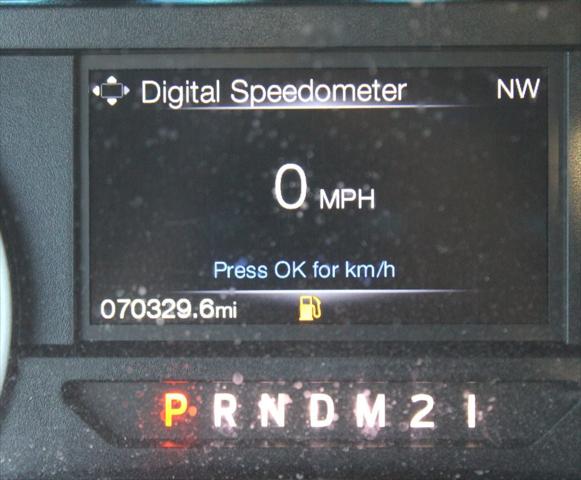 Digital Speedometer NW
0 MPH
Press OK for km/h
070329.6mi
P R N D M 2 1